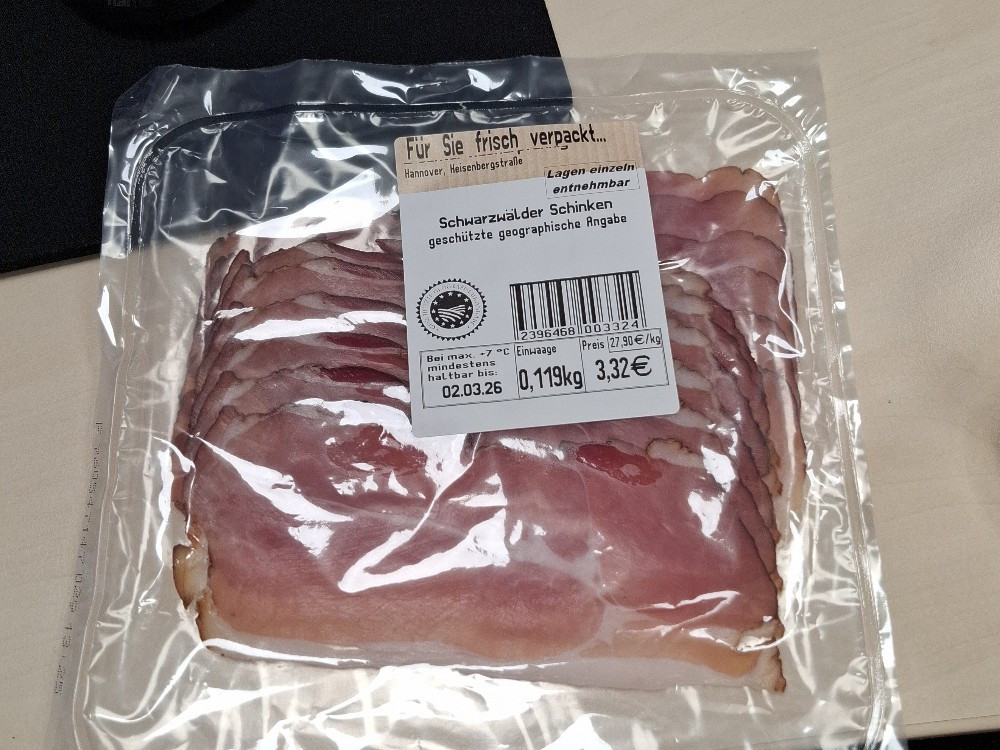 Für Sie frisch verpackt...
Hannover, Heisenbergstraße
Lagen einzeln
entnehmbar
Schwarzwälder Schinken
geschützte geographische Angabe
2396468 003324
Bei max. +7 °C
mindestens
haltbar bis:
02.03.26
Einwaage
0,119kg
Preis 27,90€/kg
3,32€